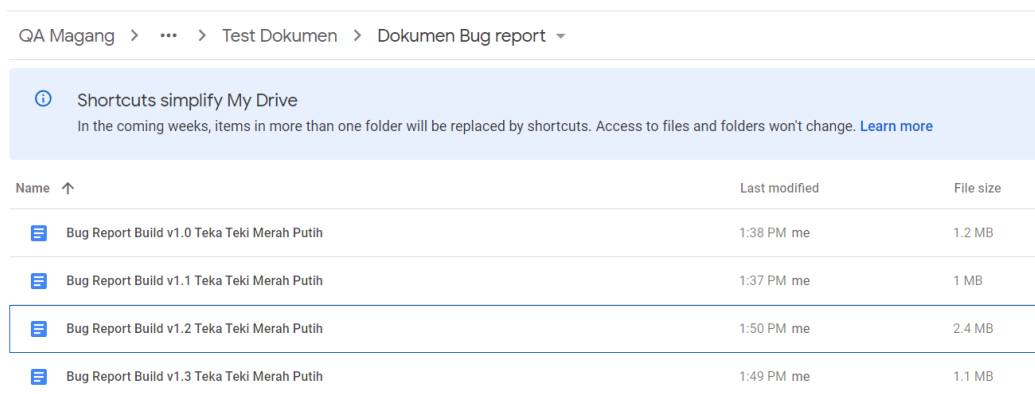 QA Magang > ••• > Test Dokumen > Dokumen Bug report
Shortcuts simplify My Drive
In the coming weeks, items in more than one folder will be replaced by shortcuts. Access to files and folders won't change. Learn more
Name ↑ Last modified File size
Bug Report Build v1.0 Teka Teki Merah Putih 1:38 PM me 1.2 MB
Bug Report Build v1.1 Teka Teki Merah Putih 1:37 PM me 1 MB
Bug Report Build v1.2 Teka Teki Merah Putih 1:50 PM me 2.4 MB
Bug Report Build v1.3 Teka Teki Merah Putih 1:49 PM me 1.1 MB